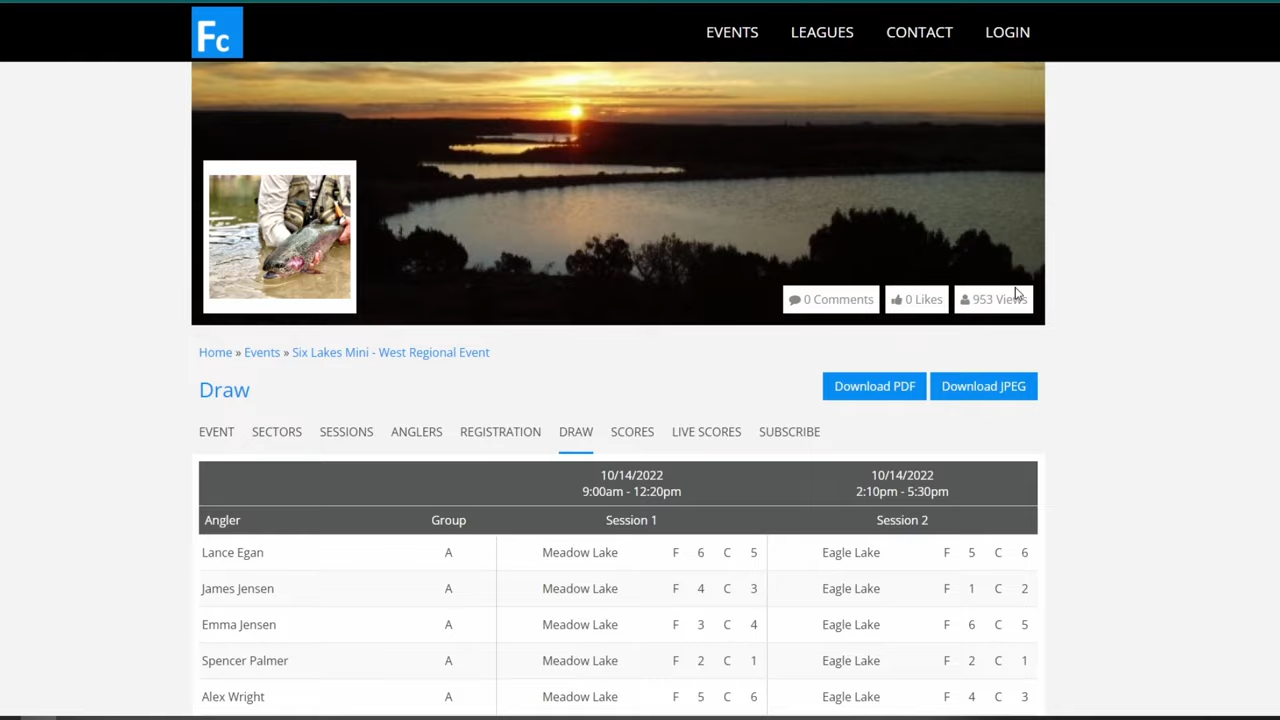 Fc
EVENTS LEAGUES CONTACT LOGIN
0 Comments 0 Likes 953 Views
Home » Events » Six Lakes Mini - West Regional Event
Draw Download PDF Download JPEG
EVENT SECTORS SESSIONS ANGLERS REGISTRATION DRAW SCORES LIVE SCORES SUBSCRIBE
10/14/2022 10/14/2022
9:00am - 12:20pm 2:10pm - 5:30pm
Angler Group Session 1 Session 2
Lance Egan A Meadow Lake F 6 C 5 Eagle Lake F 5 C 6
James Jensen A Meadow Lake F 4 C 3 Eagle Lake F 1 C 2
Emma Jensen A Meadow Lake F 3 C 4 Eagle Lake F 6 C 5
Spencer Palmer A Meadow Lake F 2 C 1 Eagle Lake F 2 C 1
Alex Wright A Meadow Lake F 5 C 6 Eagle Lake F 4 C 3